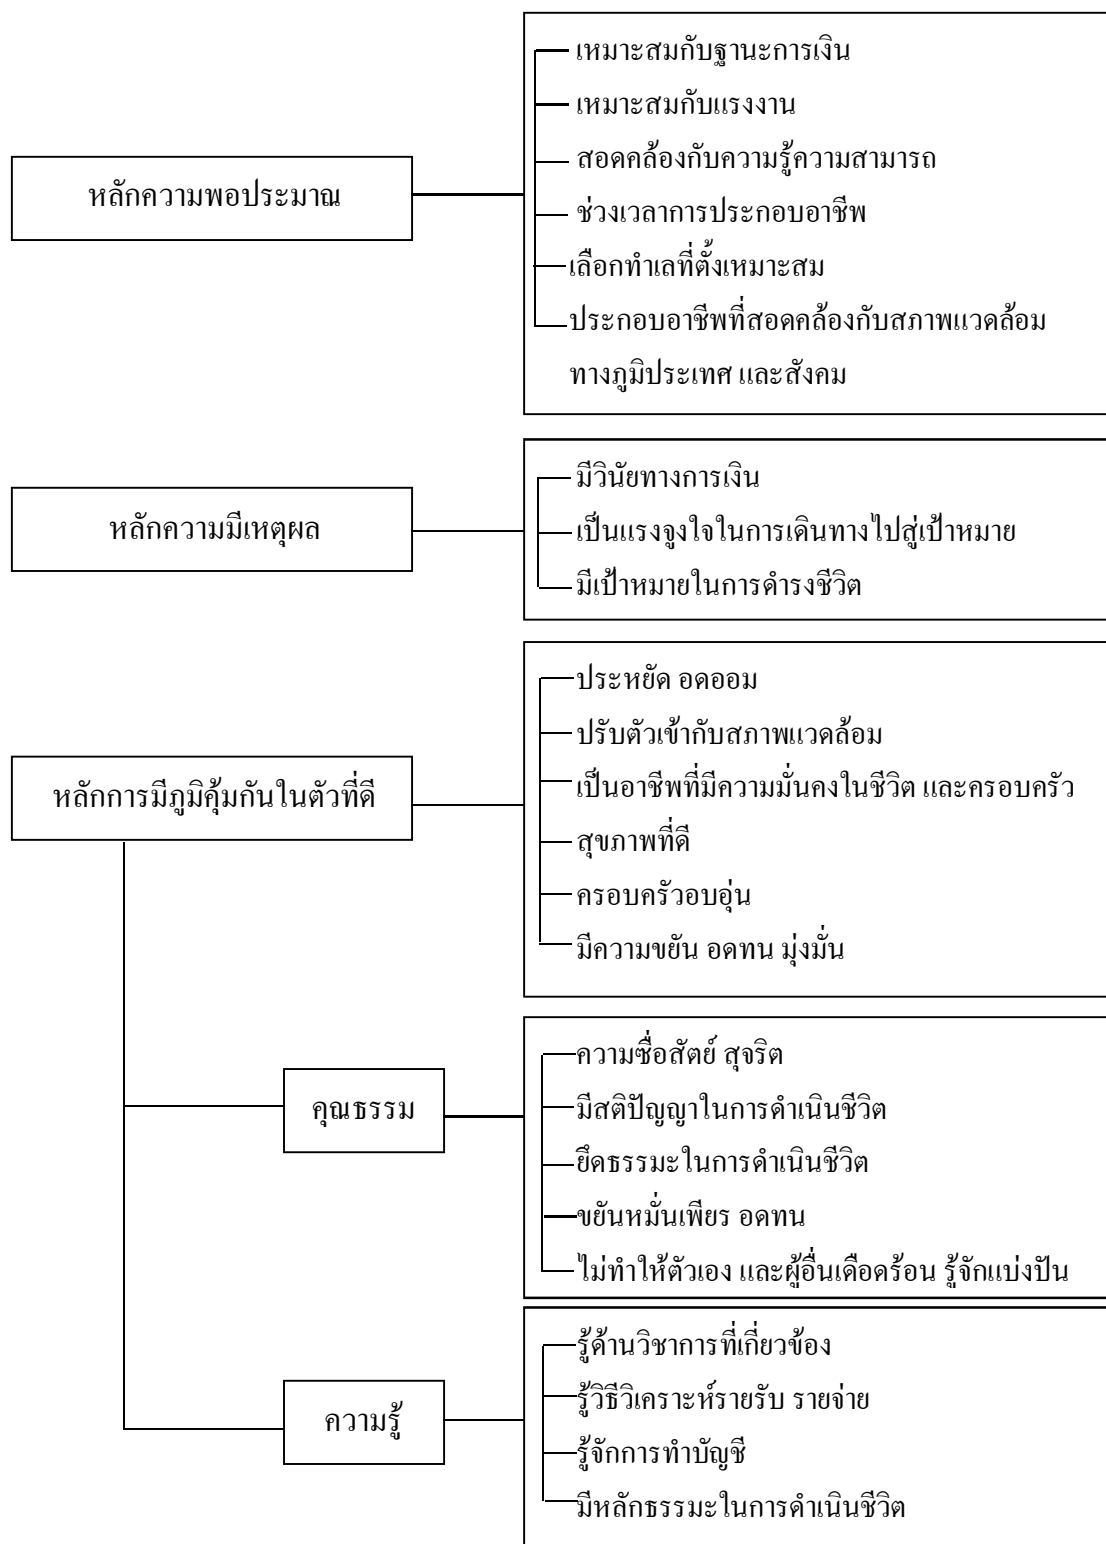 หลักความพอประมาณ
เหมาะสมกับฐานะการเงิน
เหมาะสมกับแรงงาน
สอดคล้องกับความรู้ความสามารถ
ช่วงเวลาการประกอบอาชีพ
เลือกทำเลที่ตั้งเหมาะสม
ประกอบอาชีพที่สอดคล้องกับสภาพแวดล้อม
ทางภูมิประเทศ และสังคม
หลักความมีเหตุผล
มีวินัยทางการเงิน
เป็นแรงจูงใจในการเดินทางไปสู่เป้าหมาย
มีเป้าหมายในการดำรงชีวิต
หลักการมีภูมิคุ้มกันในตัวที่ดี
ประหยัด อดออม
ปรับตัวเข้ากับสภาพแวดล้อม
เป็นอาชีพที่มีความมั่นคงในชีวิต และครอบครัว
สุขภาพที่ดี
ครอบครัวอบอุ่น
มีความขยัน อดทน มุ่งมั่น
คุณธรรม
ความซื่อสัตย์ สุจริต
มีสติปัญญาในการดำเนินชีวิต
ยึดธรรมะในการดำเนินชีวิต
ขยันหมั่นเพียร อดทน
ไม่ทำให้ตัวเอง และผู้อื่นเดือดร้อน รู้จักแบ่งปัน
ความรู้
รู้ด้านวิชาการที่เกี่ยวข้อง
รู้วิธีวิเคราะห์รายรับ รายจ่าย
รู้จักการทำบัญชี
มีหลักธรรมะในการดำเนินชีวิต